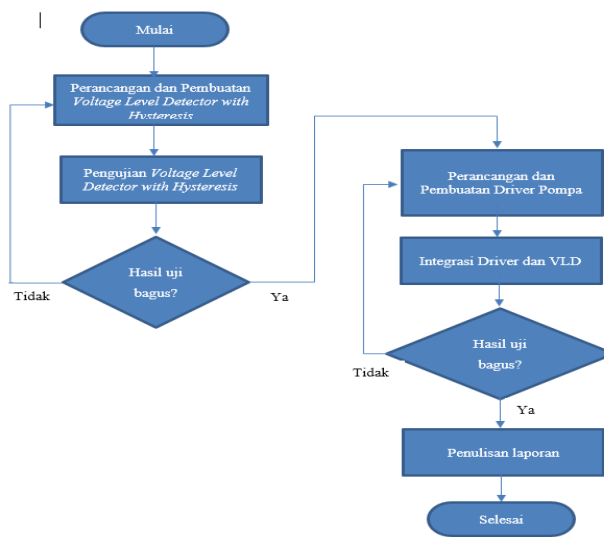 Mulai
Perancangan dan Pembuatan
Voltage Level Detector with
Hysteresis
Pengujian Voltage Level
Detector with Hysteresis
Hasil uji
bagus?
Tidak
Ya
Perancangan dan
Pembuatan Driver Pompa
Integrasi Driver dan VLD
Hasil uji
bagus?
Tidak
Ya
Penulisan laporan
Selesai